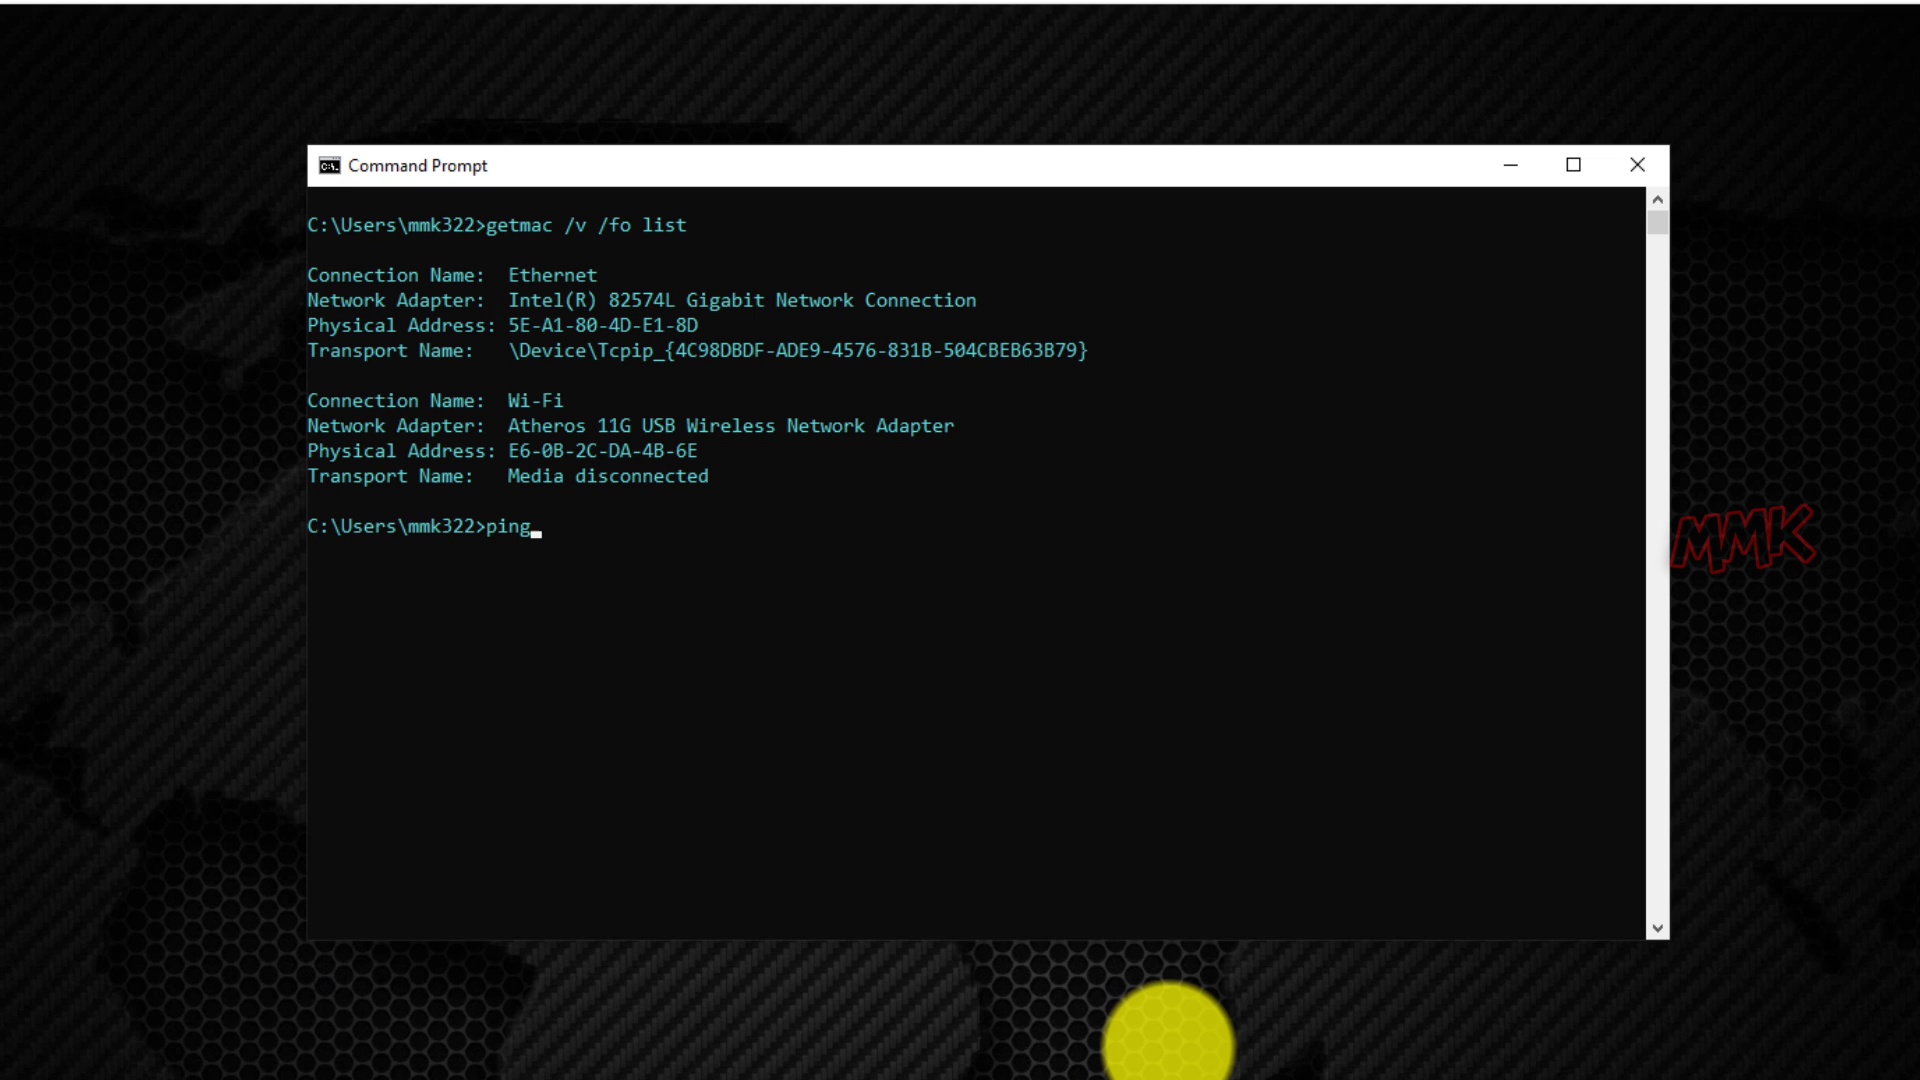 Command Prompt
C:\Users\mmk322>getmac /v /fo list
Connection Name:  Ethernet
Network Adapter:  Intel(R) 82574L Gigabit Network Connection
Physical Address: 5E-A1-80-4D-E1-8D
Transport Name:   \Device\Tcpip_{4C98DBDF-ADE9-4576-831B-504CBEB63B79}
Connection Name:  Wi-Fi
Network Adapter:  Atheros 11G USB Wireless Network Adapter
Physical Address: E6-0B-2C-DA-4B-6E
Transport Name:   Media disconnected
C:\Users\mmk322>ping
MMK